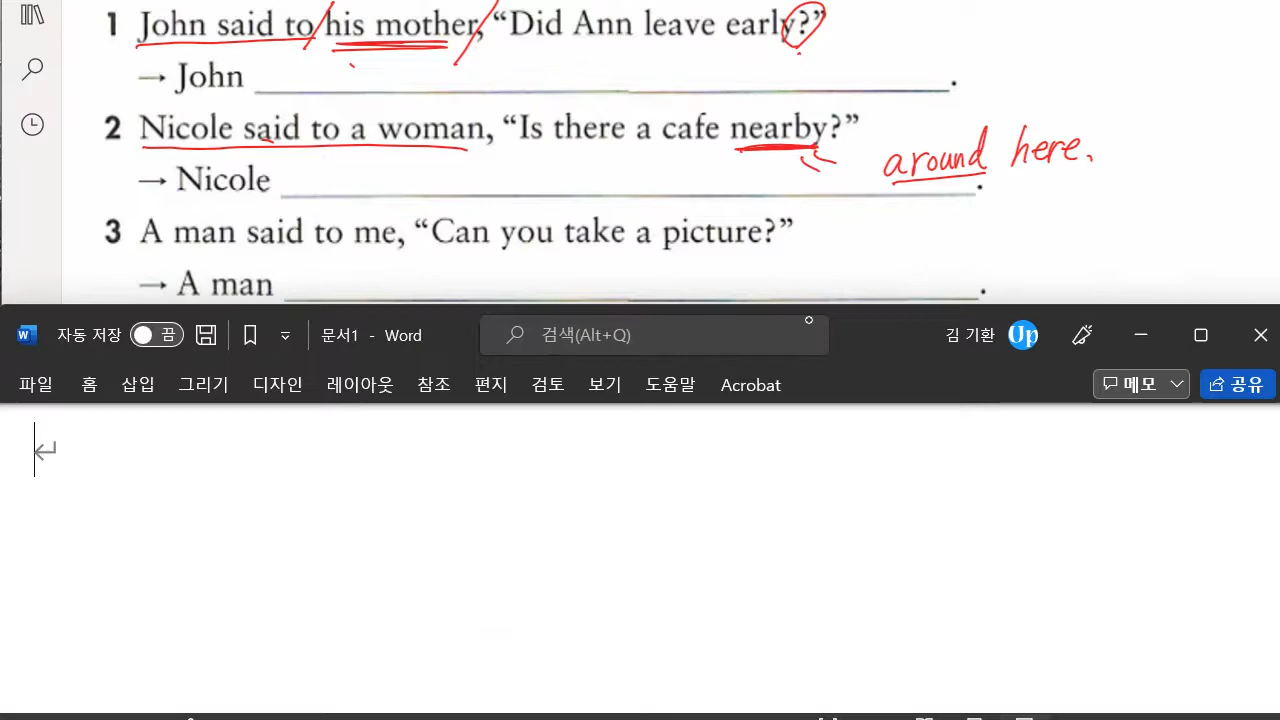 1 John said to his mother, “Did Ann leave early?”
→ John .
2 Nicole said to a woman, “Is there a cafe nearby?”
around here.
→ Nicole .
3 A man said to me, “Can you take a picture?”
→ A man .
자동 저장 끔 문서1 - Word 검색(Alt+Q) 김 기환 Up
파일 홈 삽입 그리기 디자인 레이아웃 참조 편지 검토 보기 도움말 Acrobat 메모 공유